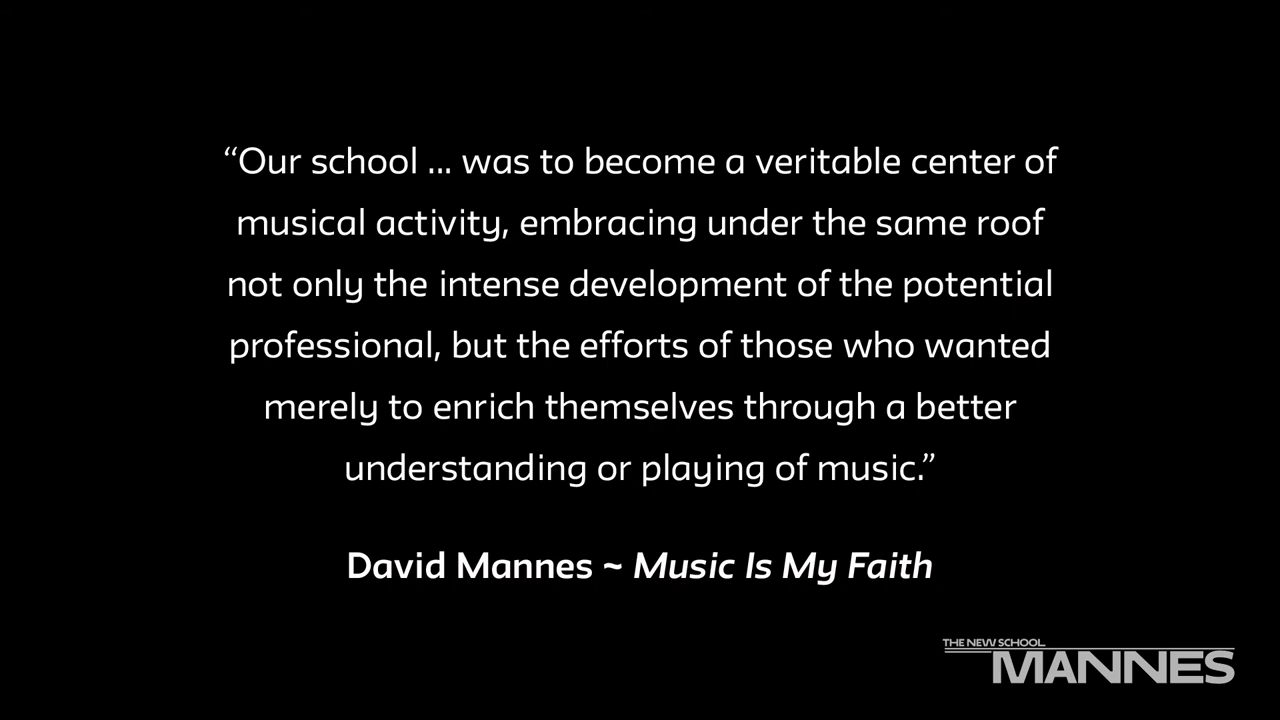 “Our school ... was to become a veritable center of
musical activity, embracing under the same roof
not only the intense development of the potential
professional, but the efforts of those who wanted
merely to enrich themselves through a better
understanding or playing of music.”
David Mannes ~ Music Is My Faith
THE NEW SCHOOL
MANNES